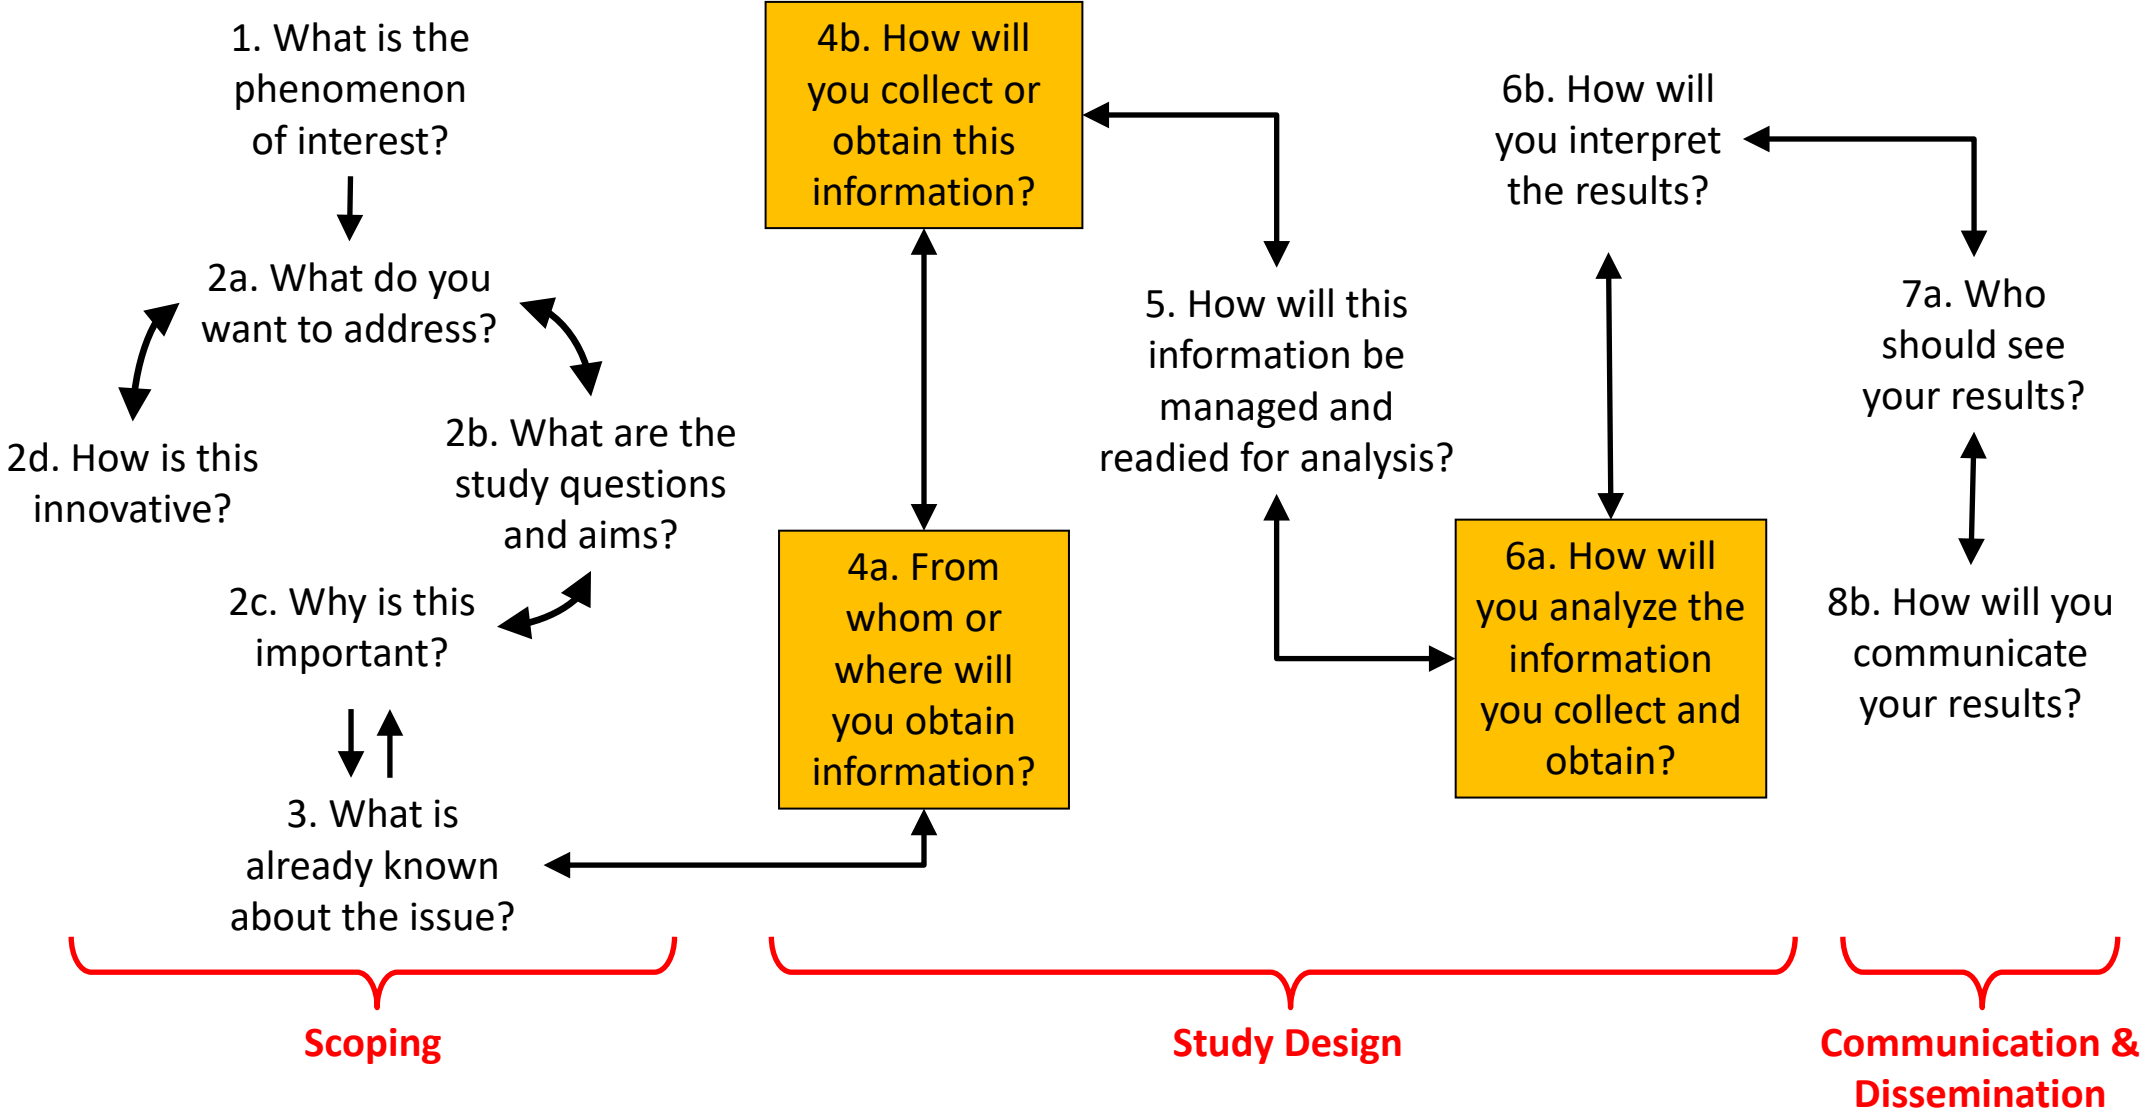 1. What is the
phenomenon
of interest?
2a. What do you
want to address?
2b. What are the
study questions
and aims?
2c. Why is this
important?
2d. How is this
innovative?
3. What is
already known
about the issue?
4a. From
whom or
where will
you obtain
information?
4b. How will
you collect or
obtain this
information?
5. How will this
information be
managed and
readied for analysis?
6a. How will
you analyze the
information
you collect and
obtain?
6b. How will
you interpret
the results?
7a. Who
should see
your results?
8b. How will you
communicate
your results?
Scoping
Study Design
Communication &
Dissemination